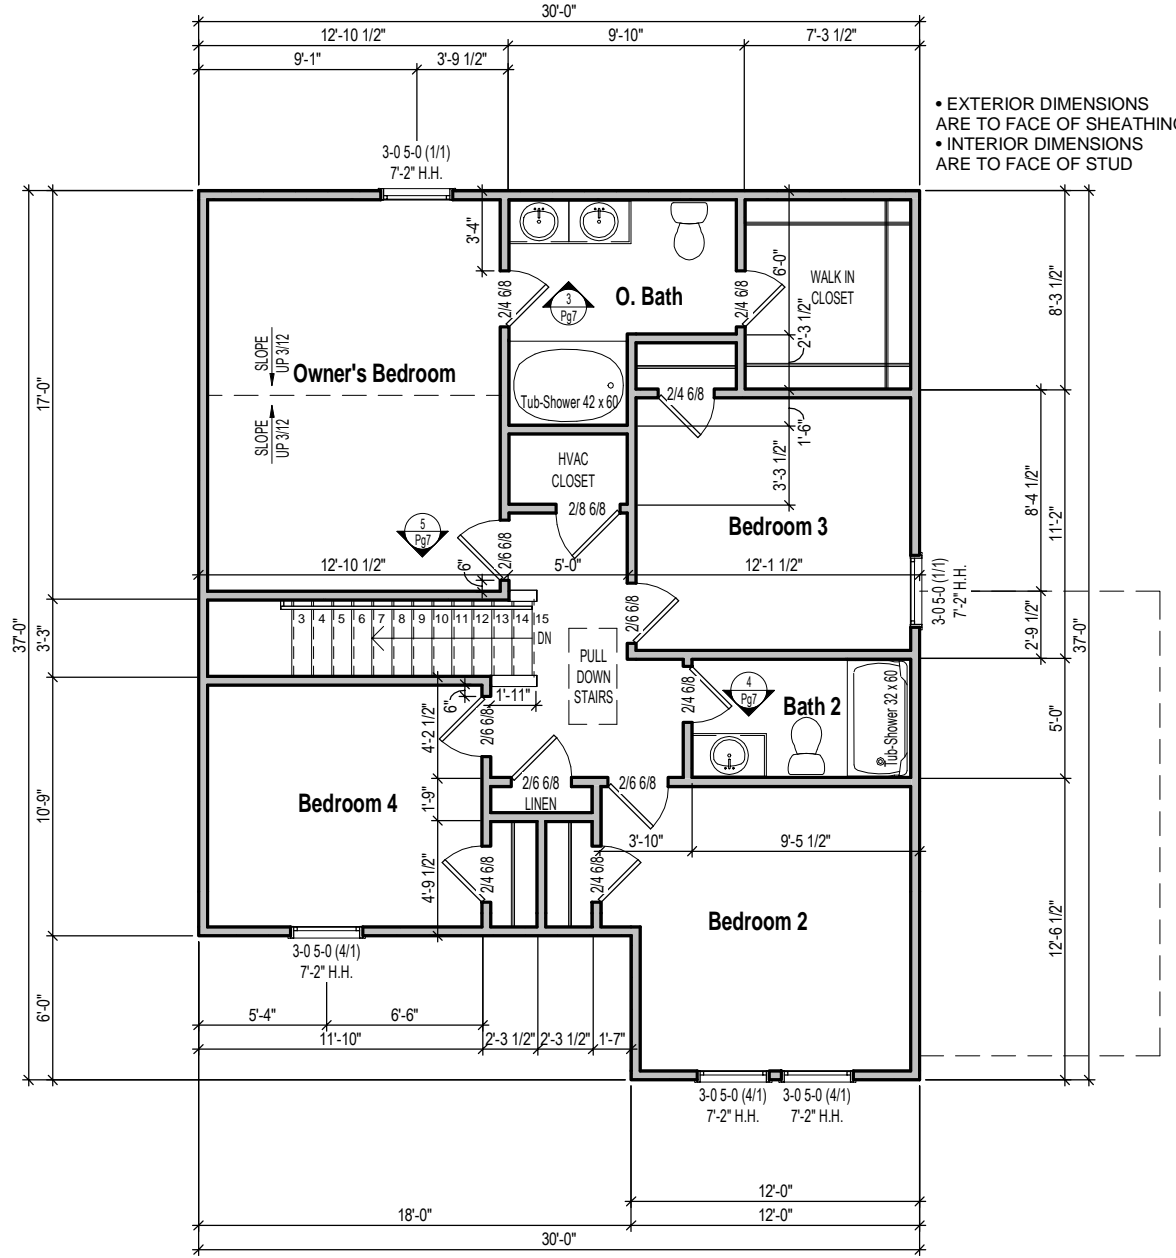 30'-0"
12'-10 1/2"
9'-10"
7'-3 1/2"
9'-1"
3'-9 1/2"
• EXTERIOR DIMENSIONS
ARE TO FACE OF SHEATHING
• INTERIOR DIMENSIONS
ARE TO FACE OF STUD
3-0 5-0 (1/1)
7'-2" H.H.
3'-4"
6'-0"
8'-3 1/2"
WALK IN
CLOSET
2/4 6/8
3
Pg7
O. Bath
2/4 6/8
2'-3 1/2"
SLOPE
UP 3/12
Owner's Bedroom
17'-0"
Tub-Shower 42 x 60
2/4 6/8
SLOPE
UP 3/12
1'-6"
HVAC
CLOSET
3'-3 1/2"
8'-4 1/2"
11'-2"
2/8 6/8
Bedroom 3
5
Pg7
2/6 6/8
6"
12'-10 1/2"
5'-0"
12'-1 1/2"
3-0 5-0 (1/1)
7'-2" H.H.
37'-0"
3'-3"
3 4 5 6 7 8 9 10 11 12 13 14 15
DN
2/6 6/8
2'-9 1/2"
37'-0"
PULL
DOWN
STAIRS
6"
1'-11"
2/4 6/8
4
Pg7
Bath 2
Tub-Shower 32 x 60
5'-0"
4'-2 1/2"
2/6 6/8
2/6 6/8
LINEN
2/6 6/8
Bedroom 4
10'-9"
1'-9"
3'-10"
9'-5 1/2"
4'-9 1/2"
2/4 6/8
2/4 6/8
Bedroom 2
12'-6 1/2"
3-0 5-0 (4/1)
7'-2" H.H.
6'-0"
5'-4"
6'-6"
11'-10"
2'-3 1/2"
2'-3 1/2"
1'-7"
3-0 5-0 (4/1)
7'-2" H.H.
3-0 5-0 (4/1)
7'-2" H.H.
12'-0"
18'-0"
12'-0"
30'-0"